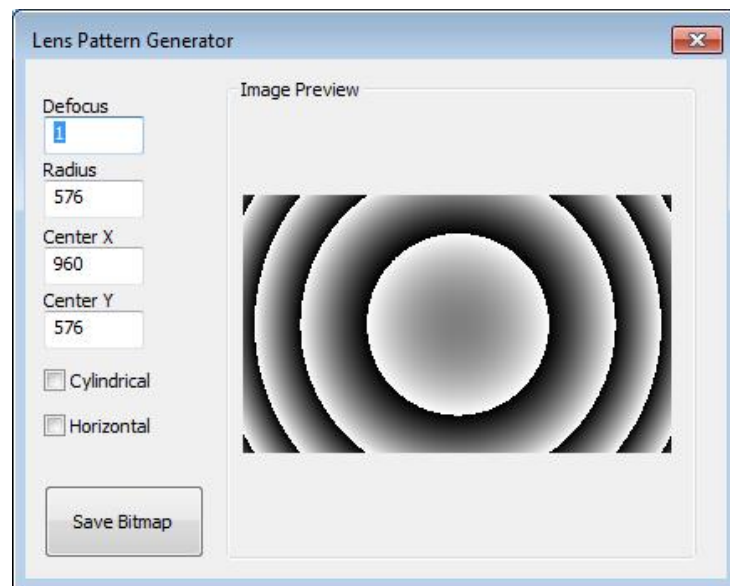 Lens Pattern Generator
Image Preview
Defocus
1
Radius
576
Center X
960
Center Y
576
Cylindrical
Horizontal
Save Bitmap